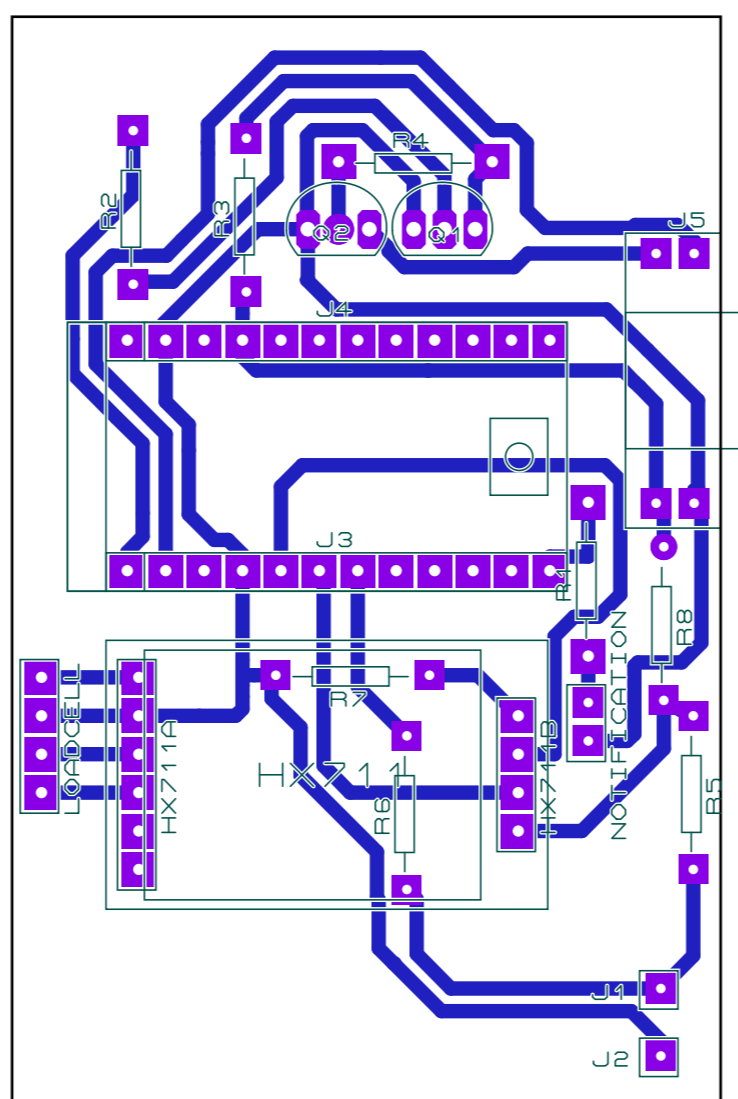 R4
R2
R3
Q2
Q1
J5
J4
J3
R1
NOTIFICATION
R8
LOADCELL
HX711A
R7
HX711
HX711B
R6
R5
J1
J2